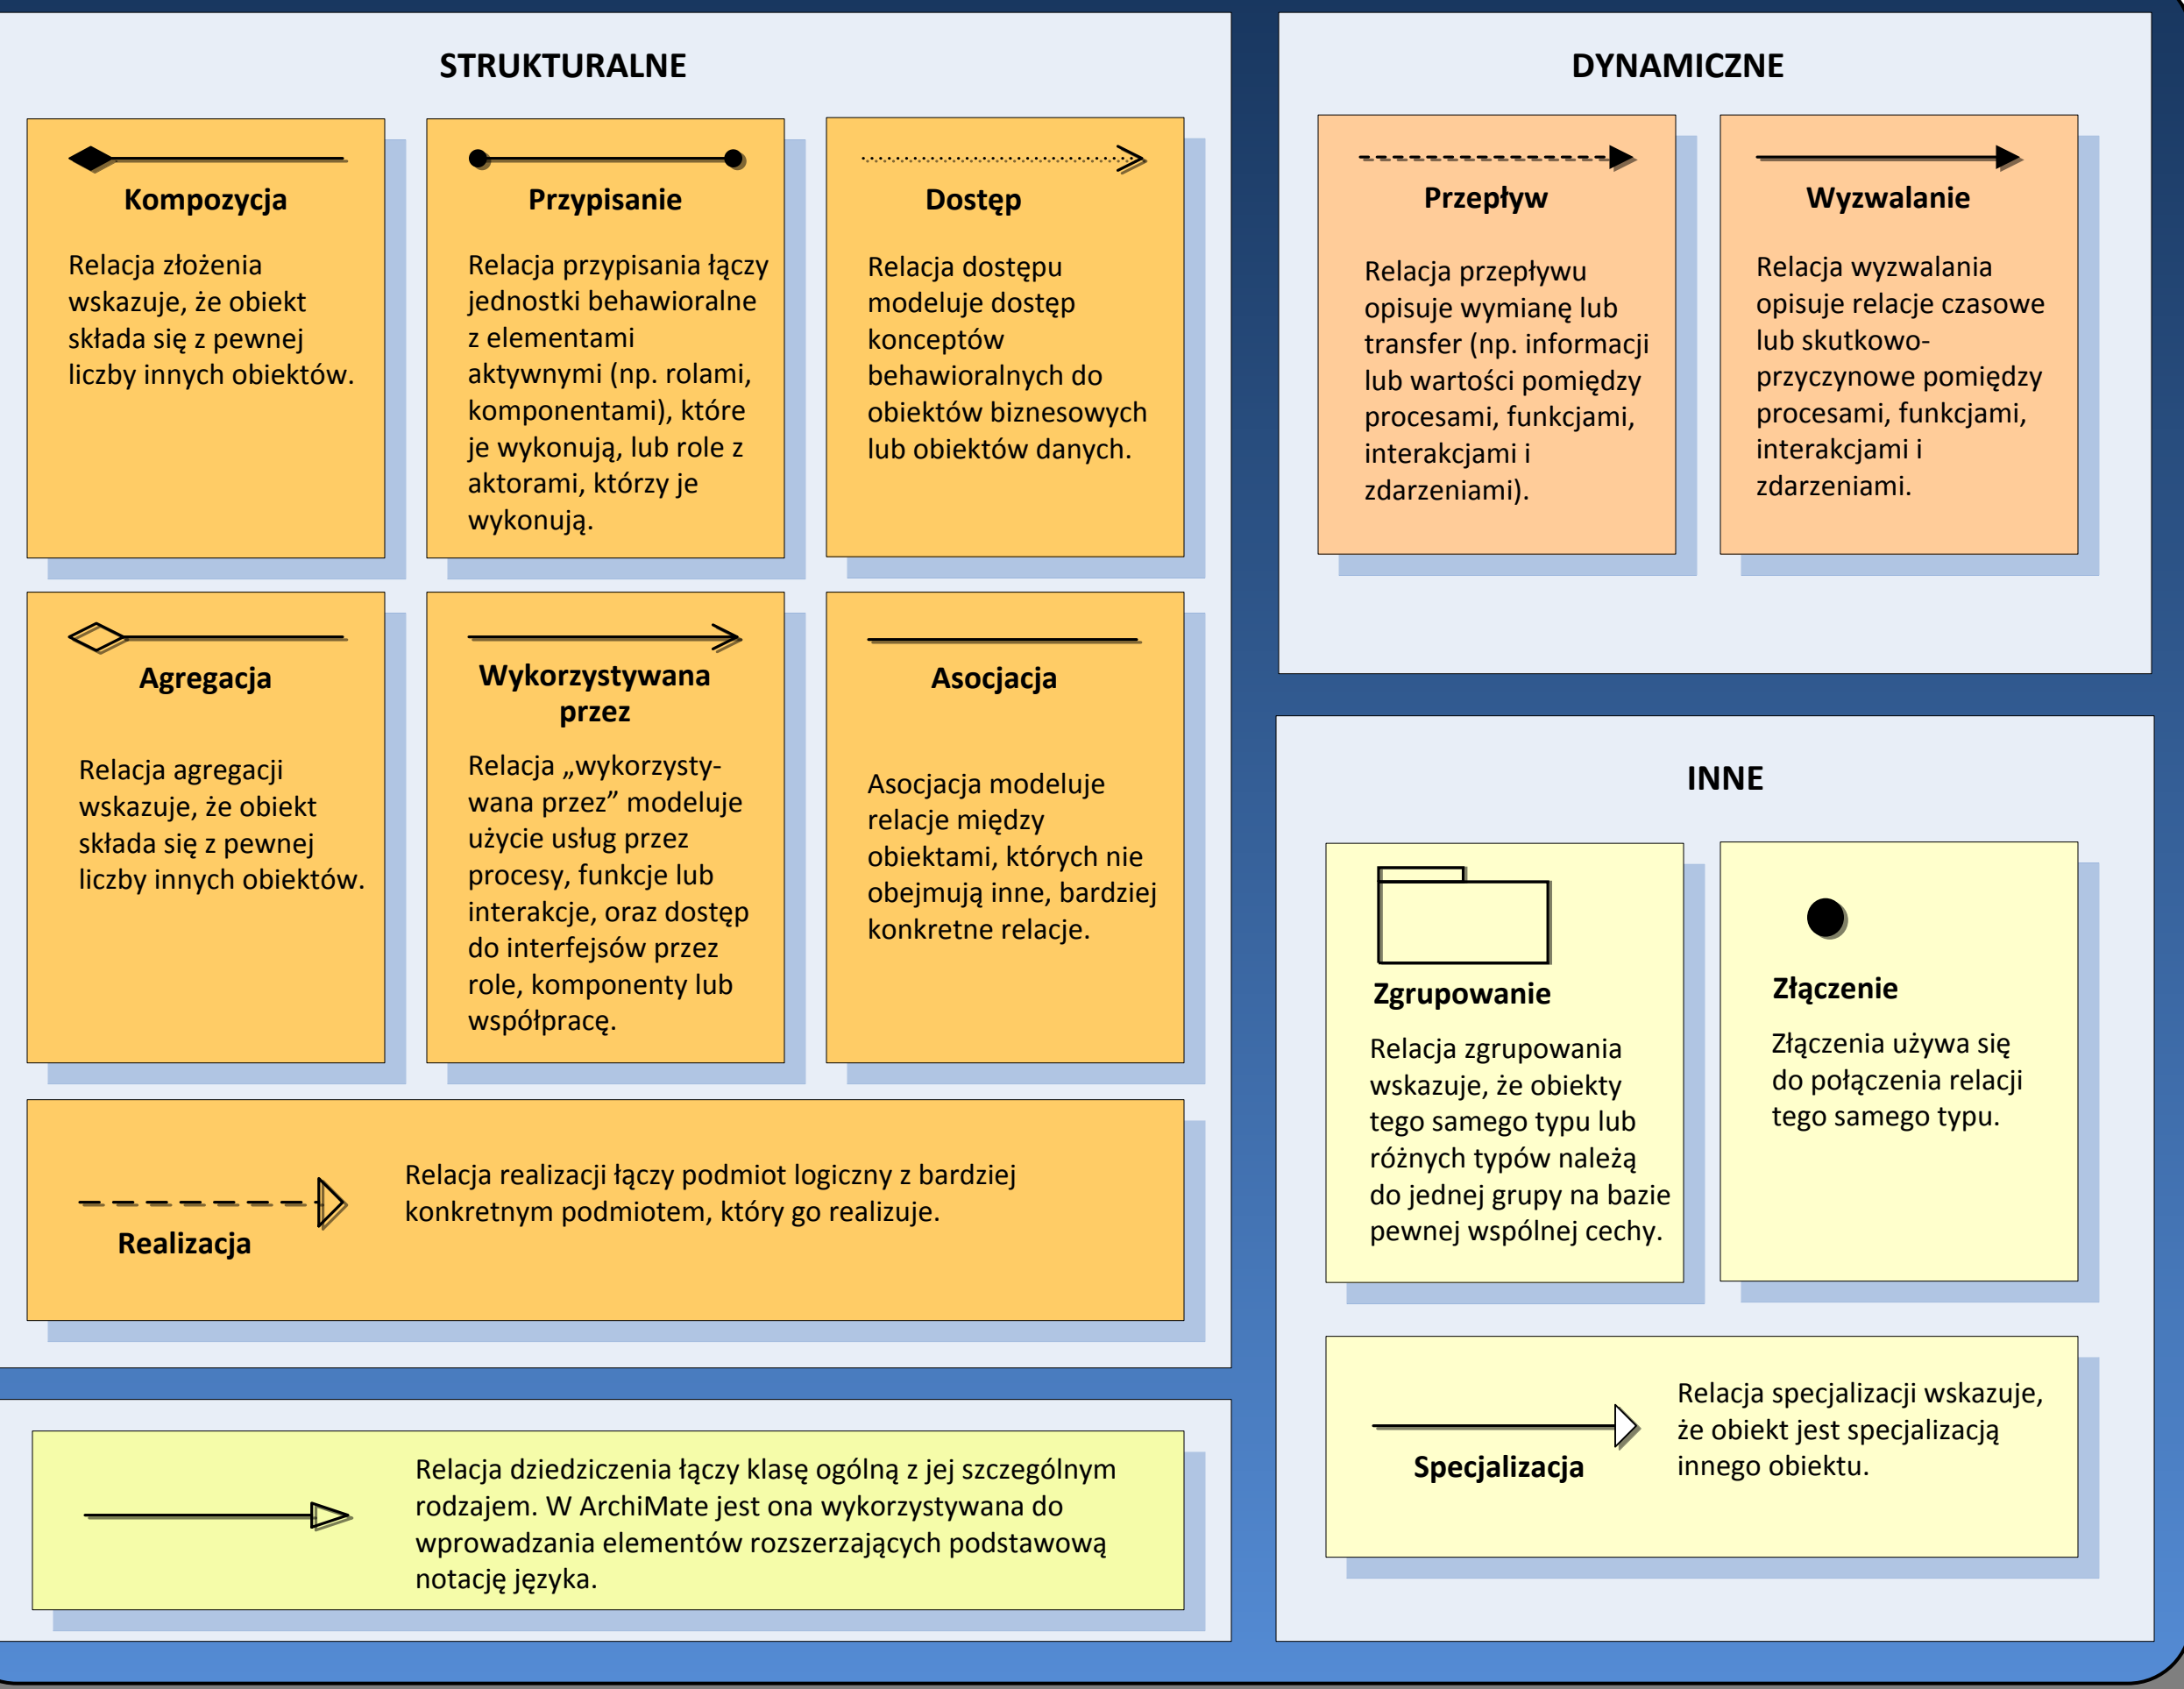 STRUKTURALNE
Kompozycja
Relacja złożenia
wskazuje, że obiekt
składa się z pewnej
liczby innych obiektów.
Przypisanie
Relacja przypisania łączy
jednostki behawioralne
z elementami
aktywnymi (np. rolami,
komponentami), które
je wykonują, lub role z
aktorami, którzy je
wykonują.
Dostęp
Relacja dostępu
modeluje dostęp
konceptów
behawioralnych do
obiektów biznesowych
lub obiektów danych.
Agregacja
Relacja agregacji
wskazuje, że obiekt
składa się z pewnej
liczby innych obiektów.
Wykorzystywana
przez
Relacja „wykorzysty-
wana przez” modeluje
użycie usług przez
procesy, funkcje lub
interakcje, oraz dostęp
do interfejsów przez
role, komponenty lub
współpracę.
Asocjacja
Asocjacja modeluje
relacje między
obiektami, których nie
obejmują inne, bardziej
konkretne relacje.
Realizacja
Relacja realizacji łączy podmiot logiczny z bardziej
konkretnym podmiotem, który go realizuje.
Relacja dziedziczenia łączy klasę ogólną z jej szczególnym
rodzajem. W ArchiMate jest ona wykorzystywana do
wprowadzania elementów rozszerzających podstawową
notację języka.
DYNAMICZNE
Przepływ
Relacja przepływu
opisuje wymianę lub
transfer (np. informacji
lub wartości pomiędzy
procesami, funkcjami,
interakcjami i
zdarzeniami).
Wyzwalanie
Relacja wyzwalania
opisuje relacje czasowe
lub skutkowo-
przyczynowe pomiędzy
procesami, funkcjami,
interakcjami i
zdarzeniami.
INNE
Zgrupowanie
Relacja zgrupowania
wskazuje, że obiekty
tego samego typu lub
różnych typów należą
do jednej grupy na bazie
pewnej wspólnej cechy.
Złączenie
Złączenia używa się
do połączenia relacji
tego samego typu.
Specjalizacja
Relacja specjalizacji wskazuje,
że obiekt jest specjalizacją
innego obiektu.